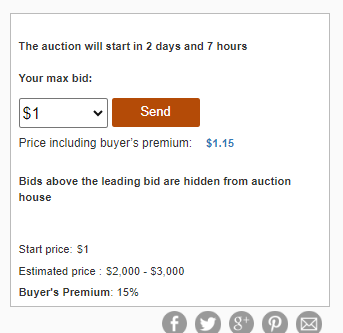 The auction will start in 2 days and 7 hours
Your max bid:
$1 Send
Price including buyer's premium: $1.15
Bids above the leading bid are hidden from auction
house
Start price: $1
Estimated price : $2,000 - $3,000
Buyer's Premium: 15%
f g+